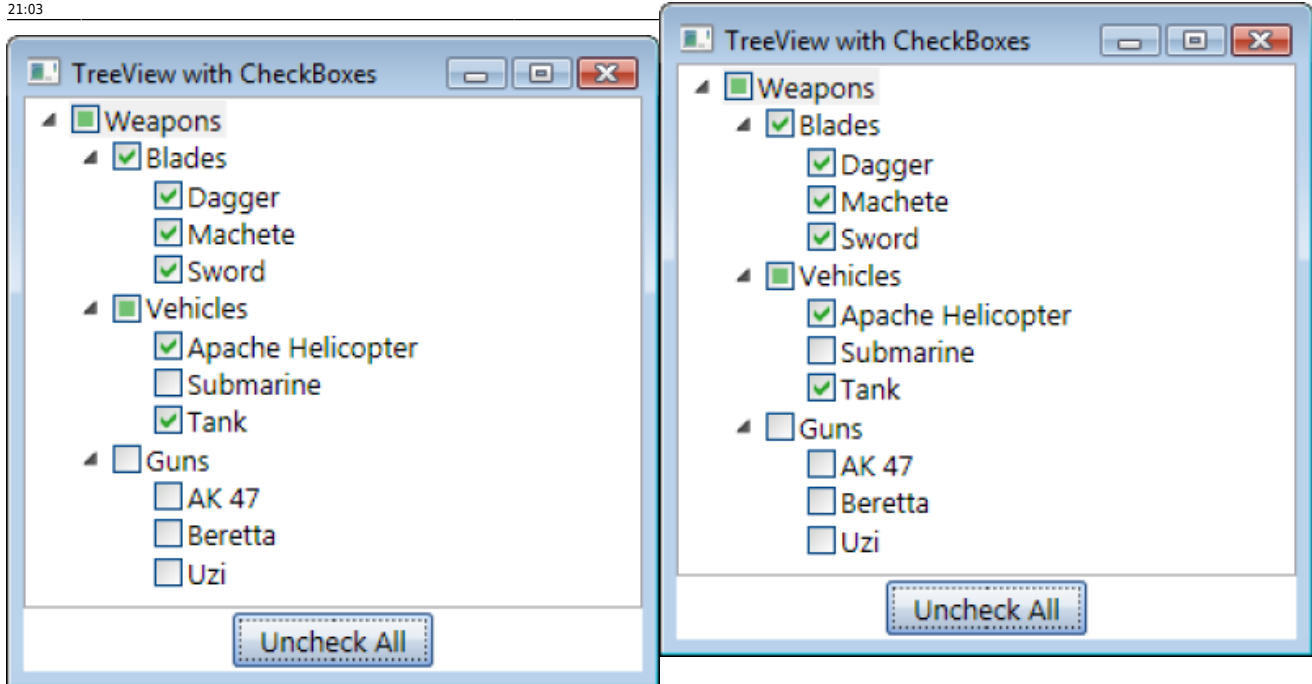 21:03
TreeView with CheckBoxes
Weapons
Blades
Dagger
Machete
Sword
Vehicles
Apache Helicopter
Submarine
Tank
Guns
AK 47
Beretta
Uzi
Uncheck All
TreeView with CheckBoxes
Weapons
Blades
Dagger
Machete
Sword
Vehicles
Apache Helicopter
Submarine
Tank
Guns
AK 47
Beretta
Uzi
Uncheck All